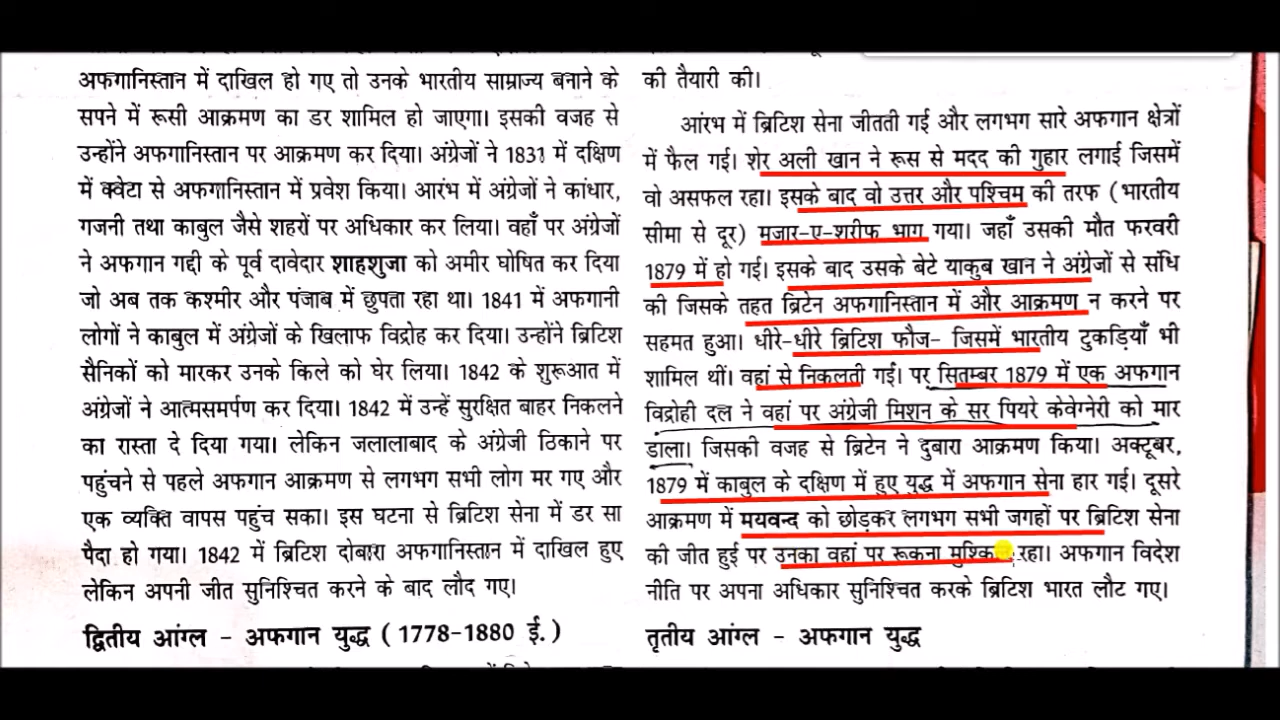 अफगानिस्तान में दाखिल हो गए तो उनके भारतीय साम्राज्य बनाने के
सपने में रूसी आक्रमण का डर शामिल हो जाएगा। इसकी वजह से
उन्होंने अफगानिस्तान पर आक्रमण कर दिया। अंग्रेजों ने 1831 में दक्षिण
में क्वेटा से अफगानिस्तान में प्रवेश किया। आरंभ में अंग्रेजों ने कांधार,
गजनी तथा काबुल जैसे शहरों पर अधिकार कर लिया। वहाँ पर अंग्रेजों
ने अफगान गद्दी के पूर्व दावेदार शाहशुजा को अमीर घोषित कर दिया
जो अब तक कश्मीर और पंजाब में छुपता रहा था। 1841 में अफगानी
लोगों ने काबुल में अंग्रेजों के खिलाफ विद्रोह कर दिया। उन्होंने ब्रिटिश
सैनिकों को मारकर उनके किले को घेर लिया। 1842 के शुरूआत में
अंग्रेजों ने आत्मसमर्पण कर दिया। 1842 में उन्हें सुरक्षित बाहर निकलने
का रास्ता दे दिया गया। लेकिन जलालाबाद के अंग्रेजी ठिकाने पर
पहुंचने से पहले अफगान आक्रमण से लगभग सभी लोग मर गए और
एक व्यक्ति वापस पहुंच सका। इस घटना से ब्रिटिश सेना में डर सा
पैदा हो गया। 1842 में ब्रिटिश दोबारा अफगानिस्तान में दाखिल हुए
लेकिन अपनी जीत सुनिश्चित करने के बाद लौद गए।
द्वितीय आंग्ल - अफगान युद्ध (1778-1880 ई.)
की तैयारी की।
आंरभ में ब्रिटिश सेना जीतती गई और लगभग सारे अफगान क्षेत्रों
में फैल गई। शेर अली खान ने रूस से मदद की गुहार लगाई जिसमें
वो असफल रहा। इसके बाद वो उत्तर और पश्चिम की तरफ (भारतीय
सीमा से दूर) मजार-ए-शरीफ भाग गया। जहाँ उसकी मौत फरवरी
1879 में हो गई। इसके बाद उसके बेटे याकुब खान ने अंग्रेजों से संधि
की जिसके तहत ब्रिटेन अफगानिस्तान में और आक्रमण न करने पर
सहमत हुआ। धीरे-धीरे ब्रिटिश फौज- जिसमें भारतीय टुकड़ियाँ भी
शामिल थीं। वहां से निकलती गई। पर सितम्बर 1879 में एक अफगान
विद्रोही दल ने वहां पर अंग्रेजी मिशन के सर पियरे केवेग्नेरी को मार
डाला। जिसकी वजह से ब्रिटेन ने दुबारा आक्रमण किया। अक्टूबर,
1879 में काबुल के दक्षिण में हुए युद्ध में अफगान सेना हार गई। दूसरे
आक्रमण में मयवन्द को छोड़कर लगभग सभी जगहों पर ब्रिटिश सेना
की जीत हुई पर उनका वहां पर रूकना रहा। अफगान विदेश
नीति पर अपना अधिकार सुनिश्चित करके ब्रिटिश भारत लौट गए।
तृतीय आंग्ल - अफगान युद्ध